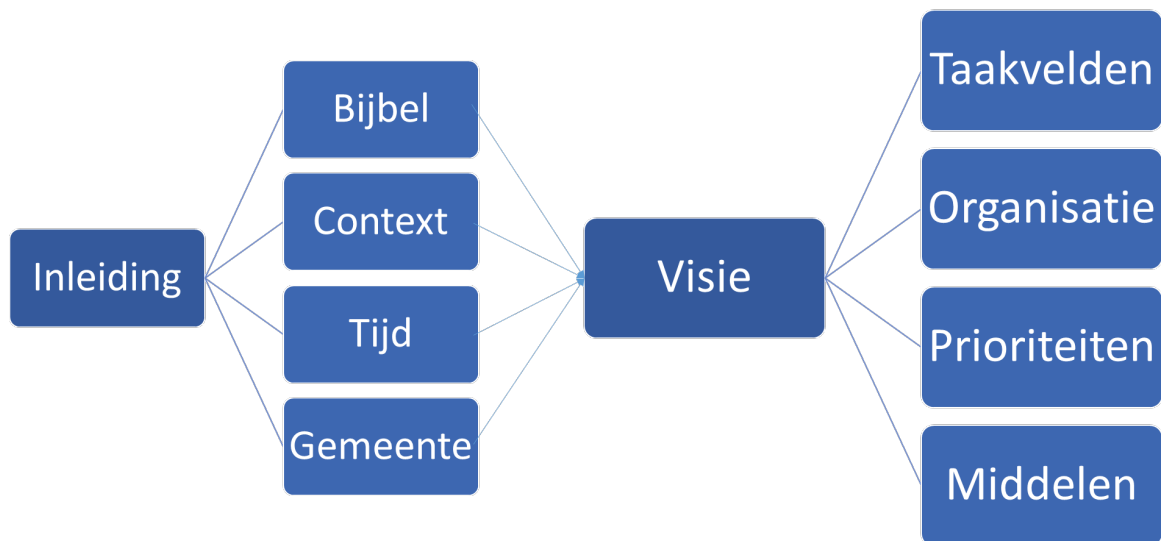 Inleiding
Bijbel
Context
Tijd
Gemeente
Visie
Taakvelden
Organisatie
Prioriteiten
Middelen